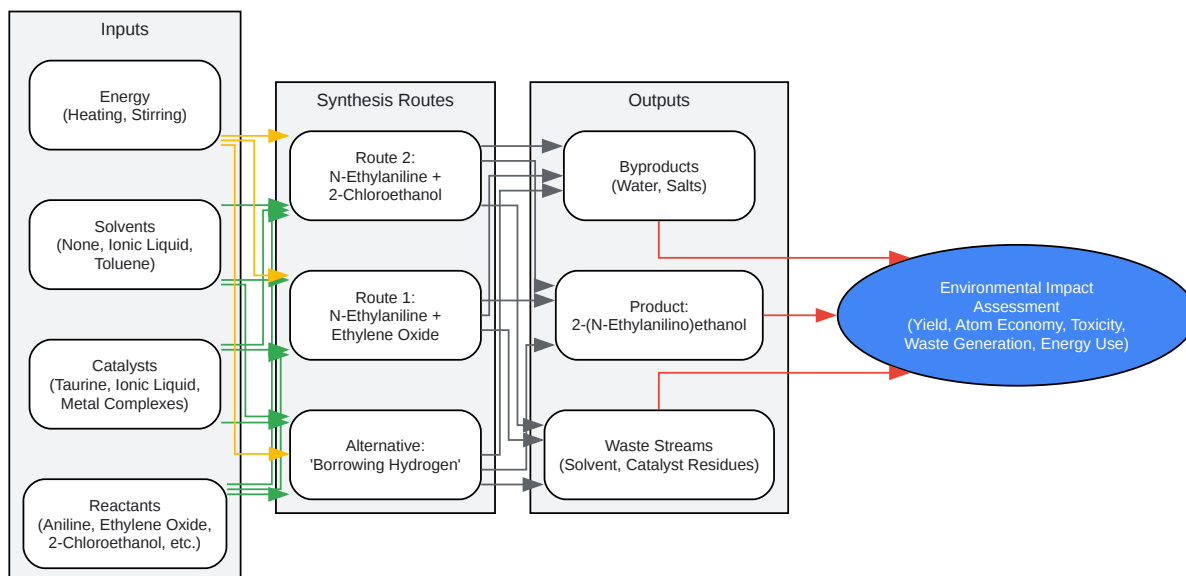 Inputs
Energy
(Heating, Stirring)
Solvents
(None, Ionic Liquid,
Toluene)
Catalysts
(Taurine, Ionic Liquid,
Metal Complexes)
Reactants
(Aniline, Ethylene Oxide,
2-Chloroethanol, etc.)
Synthesis Routes
Route 2:
N-Ethylaniline +
2-Chloroethanol
Route 1:
N-Ethylaniline +
Ethylene Oxide
Alternative:
'Borrowing Hydrogen'
Outputs
Byproducts
(Water, Salts)
Product:
2-(N-Ethylanilino)ethanol
Waste Streams
(Solvent, Catalyst Residues)
Environmental Impact
Assessment
(Yield, Atom Economy, Toxicity,
Waste Generation, Energy Use)